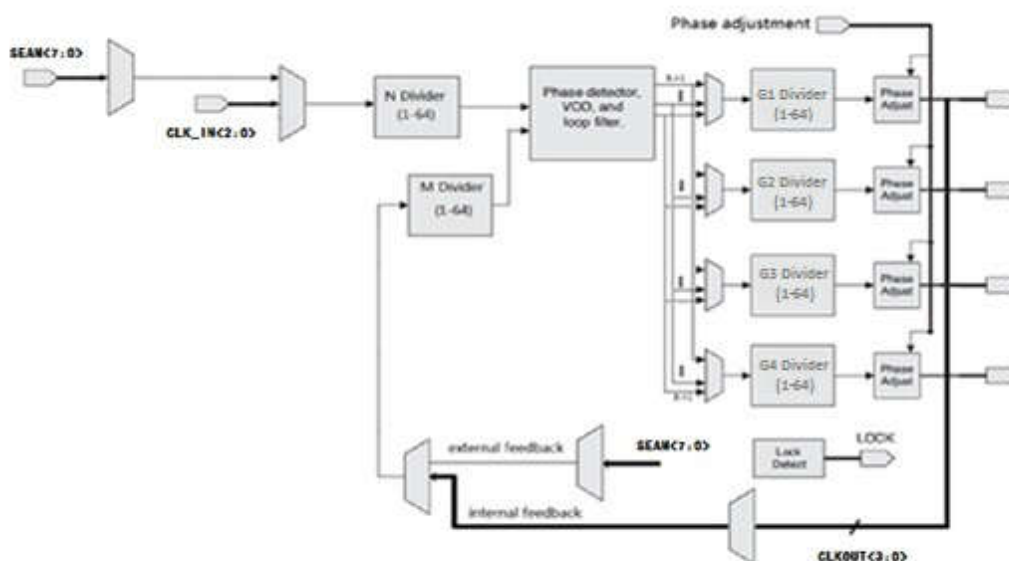 Phase adjustment
SEAM<7:0>
CLK_IN<2:0>
N Divider
(1-64)
Phase detector,
VCO, and
loop filter.
G1 Divider
(1-64)
Phase
Adjust
M Divider
(1-64)
G2 Divider
(1-64)
Phase
Adjust
G3 Divider
(1-64)
Phase
Adjust
G4 Divider
(1-64)
Phase
Adjust
external feedback
SEAM<7:0>
internal feedback
Lock
Detect
LOCK
CLKOUT<3:0>